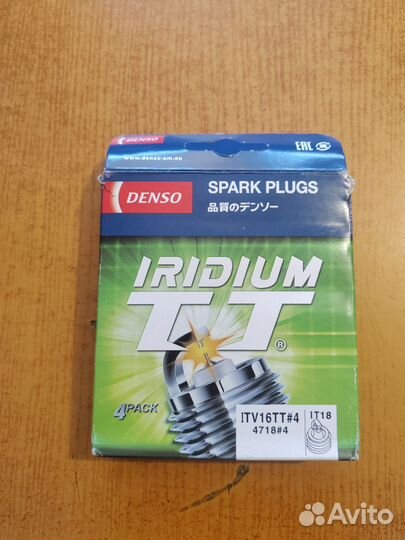 DENSO
www.denso-am.eu
EAC
DENSO
SPARK PLUGS
品質のデンソー
IRIDIUM
TT®
4PACK
ITV16TT#4
4718#4
IT18
Avito